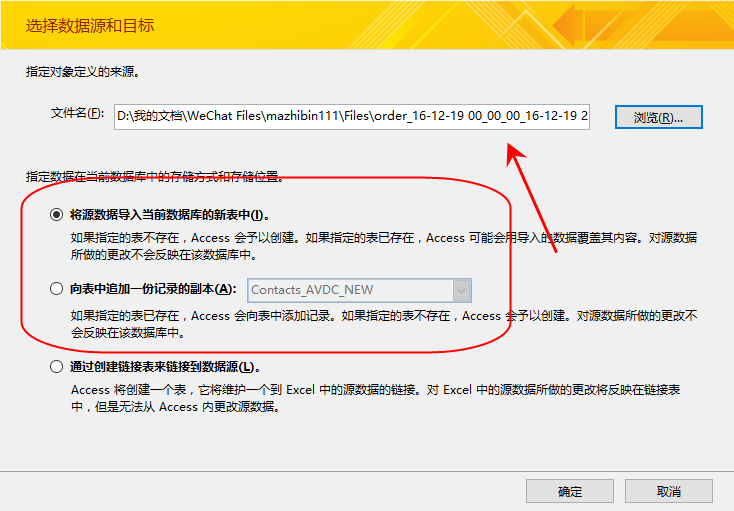 选择数据源和目标
指定对象定义的来源。
文件名(F):
D:\我的文档\WeChat Files\mazhibin111\Files\order_16-12-19 00_00_00_16-12-19 2
浏览(R)...
指定数据在当前数据库中的存储方式和存储位置。
将源数据导入当前数据库的新表中(I)。
如果指定的表不存在，Access 会予以创建。如果指定的表已存在，Access 可能会用导入的数据覆盖其内容。对源数据
所做的更改不会反映在该数据库中。
向表中追加一份记录的副本(A):
Contacts_AVDC_NEW
如果指定的表已存在，Access 会向表中添加记录。如果指定的表不存在，Access 会予以创建。对源数据所做的更改不
会反映在该数据库中。
通过创建链接表来链接到数据源(L)。
Access 将创建一个表，它将维护一个到 Excel 中的源数据的链接。对 Excel 中的源数据所做的更改将反映在链接表
中，但是无法从 Access 内更改源数据。
确定
取消